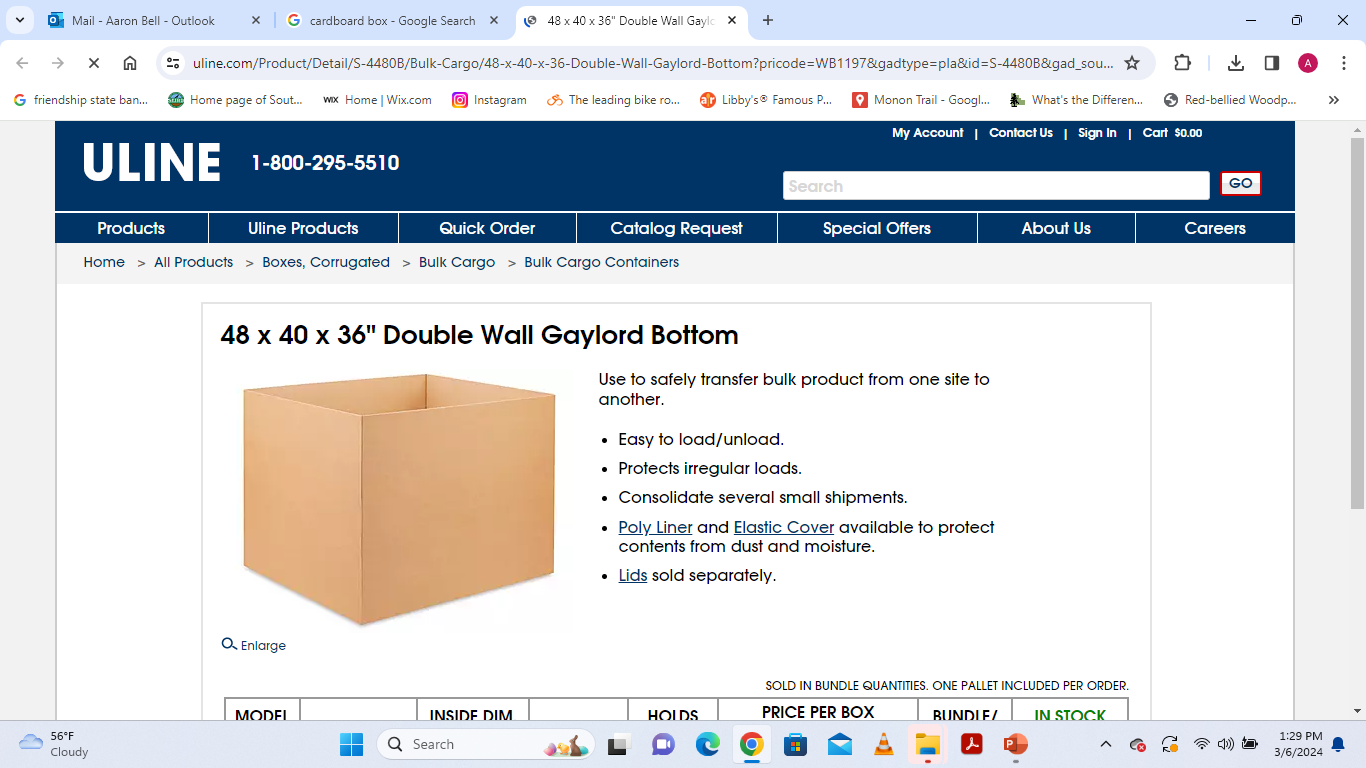 Mail - Aaron Bell - Outlook
cardboard box - Google Search
48 x 40 x 36" Double Wall Gaylo
uline.com/Product/Detail/S-4480B/Bulk-Cargo/48-x-40-x-36-Double-Wall-Gaylord-Bottom?pricode=WB1197&gadtype=pla&id=S-4480B&gad_sou...
A
friendship state ban...
Home page of Sout...
WIX Home | Wix.com
Instagram
The leading bike ro...
ar Libby's® Famous P...
Monon Trail - Googl...
What's the Differen...
Red-bellied Woodp...
My Account | Contact Us | Sign In | Cart $0.00
ULINE 1-800-295-5510
Search GO
Products Uline Products Quick Order Catalog Request Special Offers About Us Careers
Home > All Products > Boxes, Corrugated > Bulk Cargo > Bulk Cargo Containers
48 x 40 x 36" Double Wall Gaylord Bottom
Use to safely transfer bulk product from one site to
another.
• Easy to load/unload.
• Protects irregular loads.
• Consolidate several small shipments.
• Poly Liner and Elastic Cover available to protect
contents from dust and moisture.
• Lids sold separately.
Enlarge
SOLD IN BUNDLE QUANTITIES. ONE PALLET INCLUDED PER ORDER.
MODEL INSIDE DIM HOLDS PRICE PER BOX BUNDLE/ IN STOCK
56°F
Cloudy
Search
1:29 PM
3/6/2024